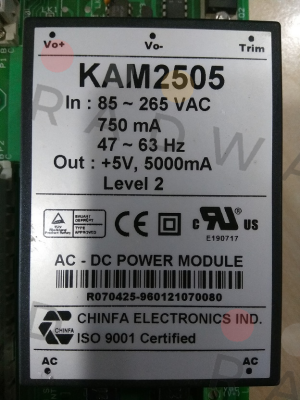 Vo+ Vo- Trim
KAM2505
In : 85 ~ 265 VAC
750 mA
47 ~ 63 Hz
Out : +5V, 5000mA
Level 2
c US
E190717
AC - DC POWER MODULE
R070425-960121070080
CHINFA ELECTRONICS IND.
CHINFA
ISO 9001 Certified
AC AC